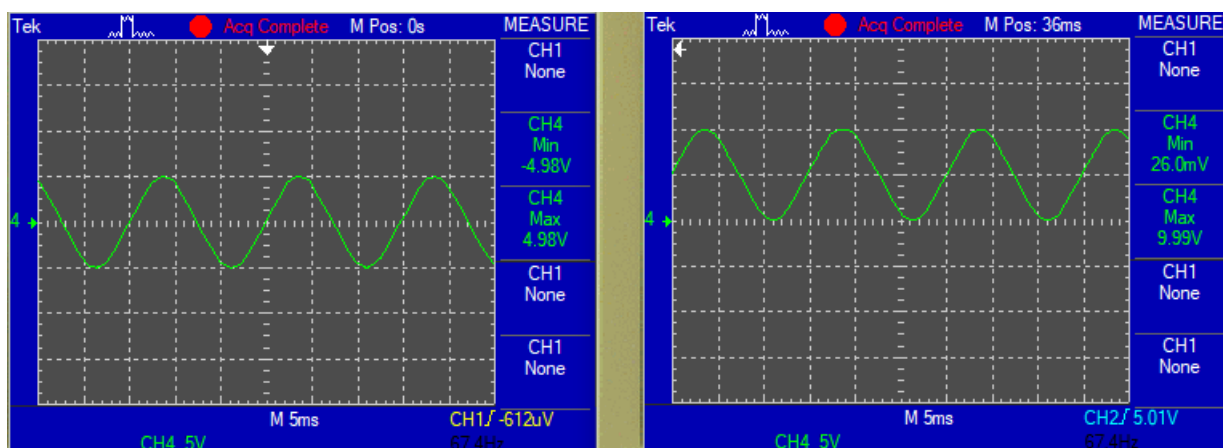 Tek Acq Complete M Pos: 0s MEASURE
CH1
None
CH4
Min
-4.98V
CH4
Max
4.98V
CH1
None
CH1
None
4
M 5ms CH1 -612uV
CH4 5V 67.4Hz
Tek Acq Complete M Pos: 36ms MEASURE
CH1
None
CH4
Min
26.0mV
CH4
Max
9.99V
CH1
None
CH1
None
4
M 5ms CH2 5.01V
CH4 5V 67.4Hz